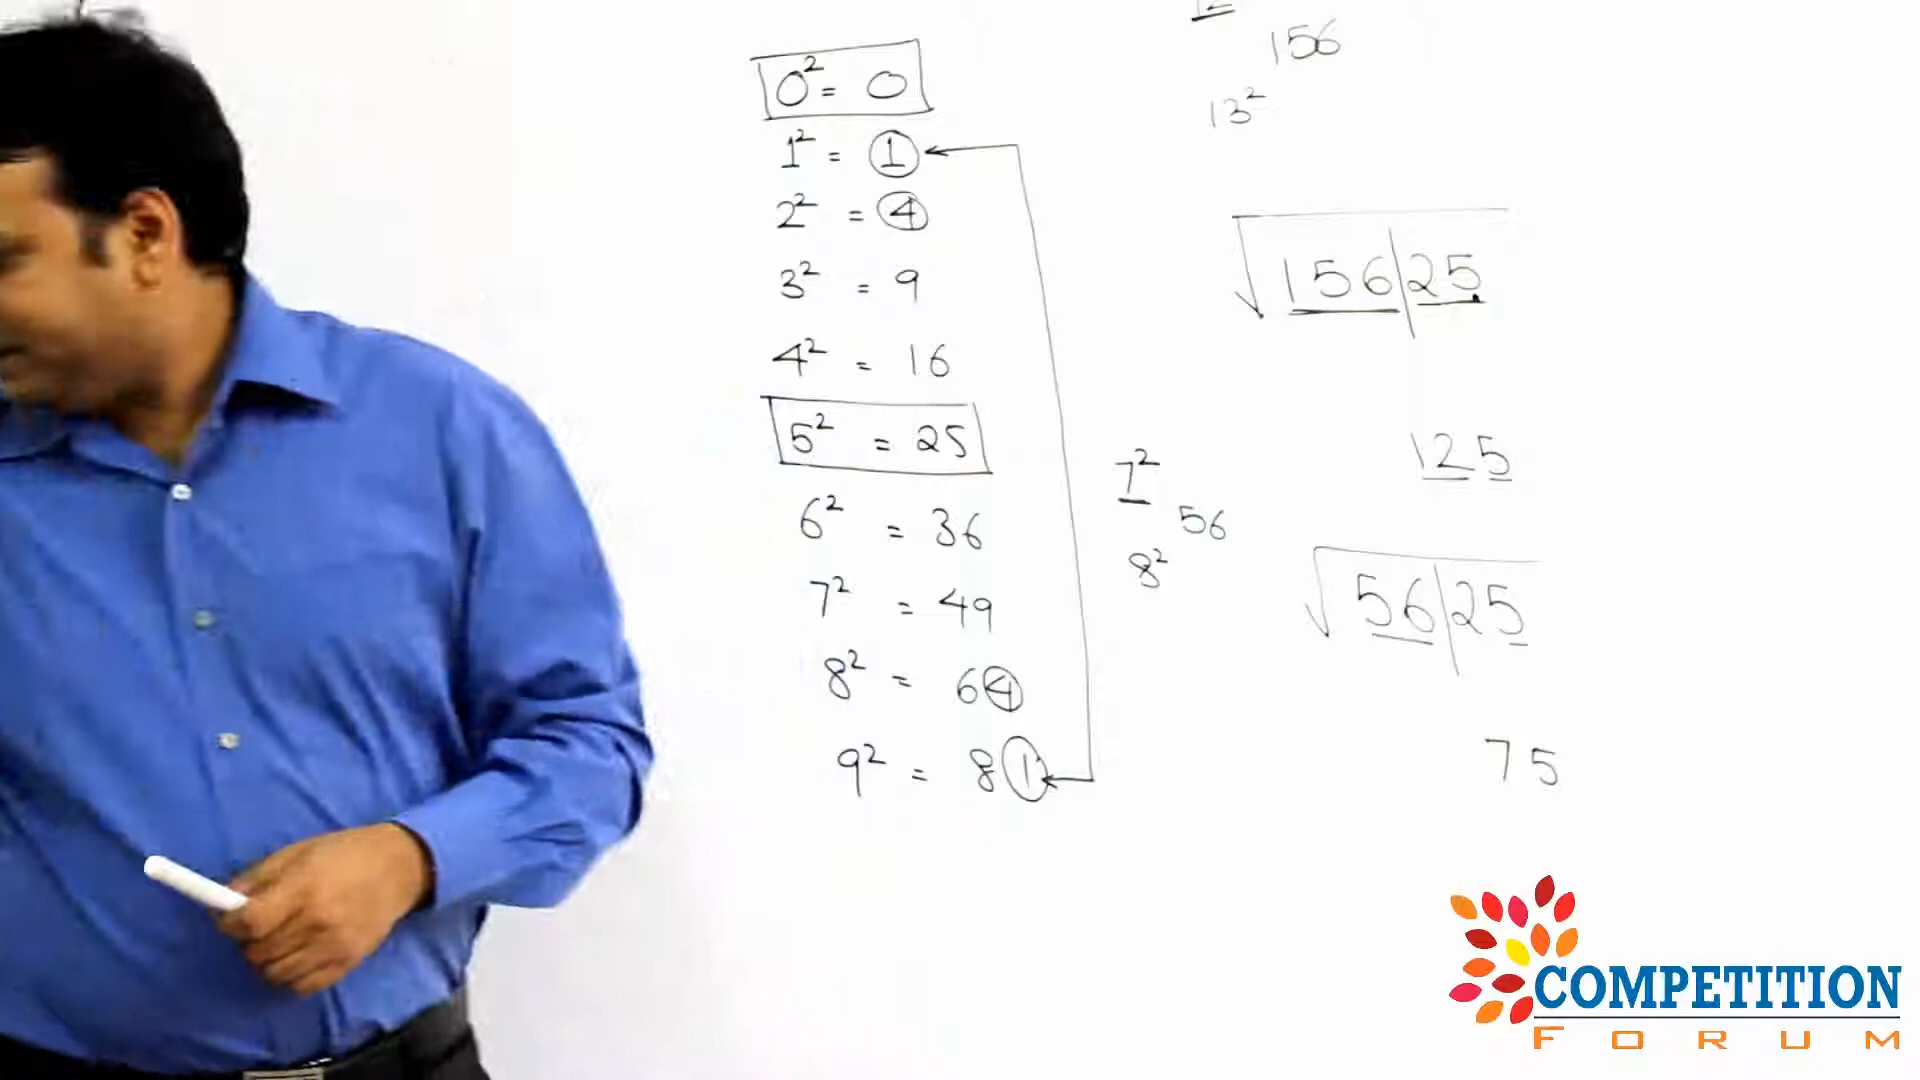 0² = 0
1² = 1
2² = 4
3² = 9
4² = 16
5² = 25
6² = 36
7² = 49
8² = 64
9² = 81
12
156
13²
√156|25
125
7²
56
8²
√56|25
75
COMPETITION
FORUM